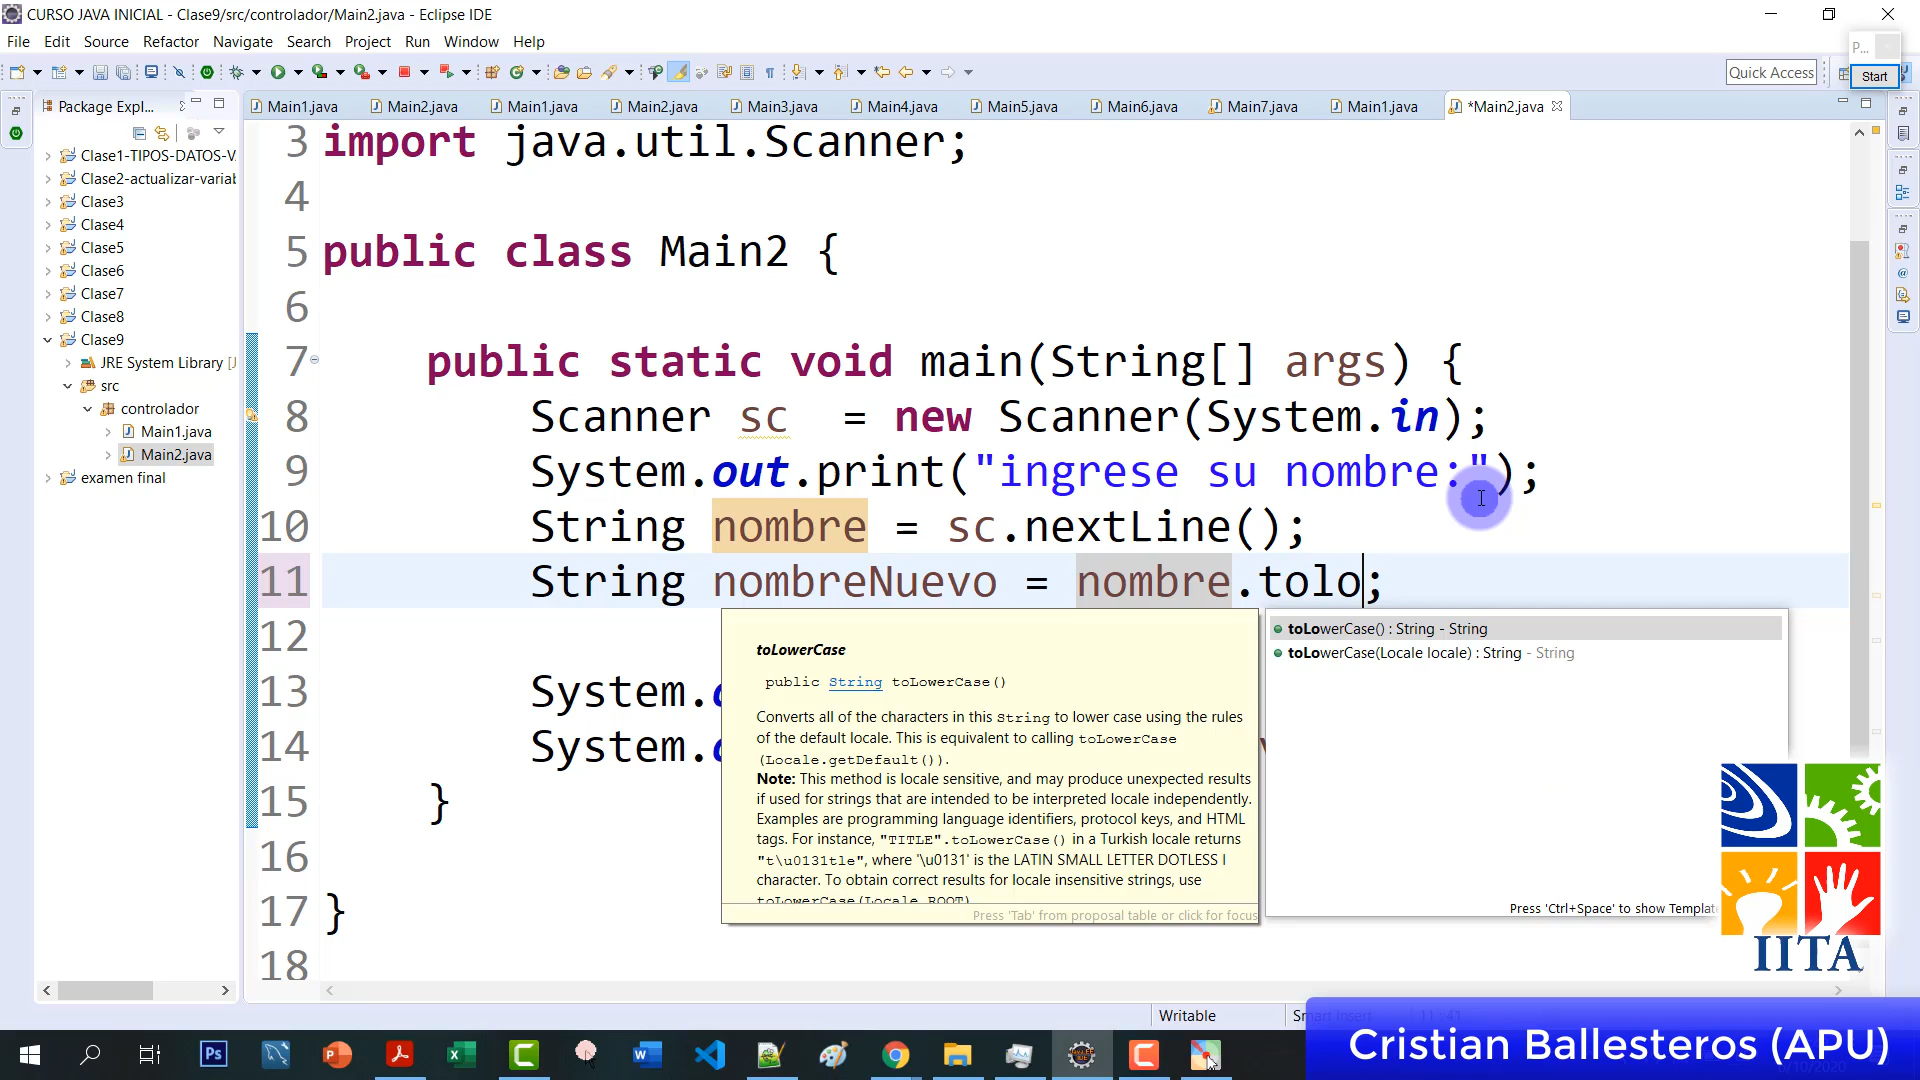 CURSO JAVA INICIAL - Clase9/src/controlador/Main2.java - Eclipse IDE
File Edit Source Refactor Navigate Search Project Run Window Help
P...
Quick Access
Start
Package Expl...
Main1.java Main2.java Main1.java Main2.java Main3.java Main4.java Main5.java Main6.java Main7.java Main1.java *Main2.java
Clase1-TIPOS-DATOS-V
Clase2-actualizar-variab
Clase3
Clase4
Clase5
Clase6
Clase7
Clase8
Clase9
JRE System Library [J
src
controlador
Main1.java
Main2.java
examen final
3 import java.util.Scanner;
4
5 public class Main2 {
6
7 public static void main(String[] args) {
8 Scanner sc = new Scanner(System.in);
9 System.out.print("ingrese su nombre:");
10 String nombre = sc.nextLine();
11 String nombreNuevo = nombre.tolo;
12
13 System.
14 System.
15 }
16
17 }
18
toLowerCase
public String toLowerCase()
Converts all of the characters in this String to lower case using the rules
of the default locale. This is equivalent to calling toLowerCase
(Locale.getDefault()).
Note: This method is locale sensitive, and may produce unexpected results
if used for strings that are intended to be interpreted locale independently.
Examples are programming language identifiers, protocol keys, and HTML
tags. For instance, "TITLE".toLowerCase() in a Turkish locale returns
"t\u0131tle", where '\u0131' is the LATIN SMALL LETTER DOTLESS I
character. To obtain correct results for locale insensitive strings, use
toLowerCase(Locale.ROOT)
Press 'Tab' from proposal table or click for focus
toLowerCase() : String - String
toLowerCase(Locale locale) : String - String
Press 'Ctrl+Space' to show Templat
IITA
Writable
Smart Insert
Cristian Ballesteros (APU)
Ps